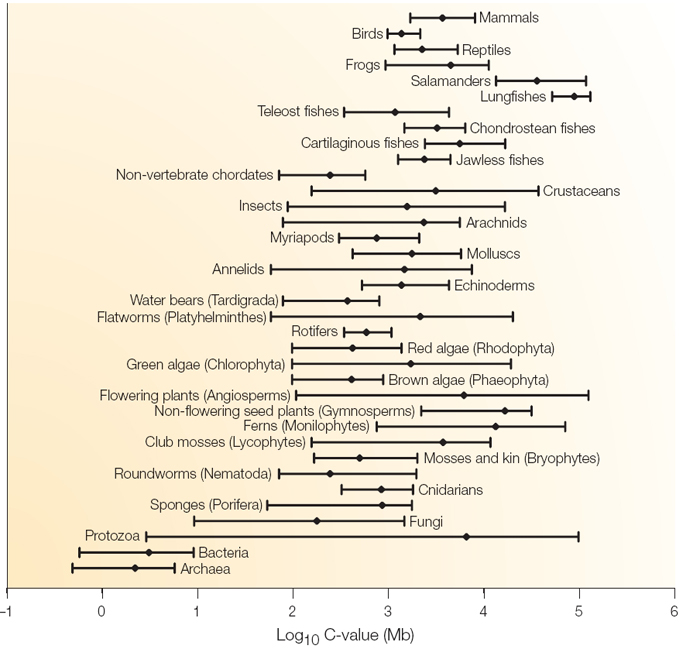 Mammals
Birds
Reptiles
Frogs
Salamanders
Lungfishes
Teleost fishes
Chondrostean fishes
Cartilaginous fishes
Jawless fishes
Non-vertebrate chordates
Crustaceans
Insects
Arachnids
Myriapods
Molluscs
Annelids
Echinoderms
Water bears (Tardigrada)
Flatworms (Platyhelminthes)
Rotifers
Red algae (Rhodophyta)
Green algae (Chlorophyta)
Brown algae (Phaeophyta)
Flowering plants (Angiosperms)
Non-flowering seed plants (Gymnosperms)
Ferns (Monilophytes)
Club mosses (Lycophytes)
Mosses and kin (Bryophytes)
Roundworms (Nematoda)
Cnidarians
Sponges (Porifera)
Fungi
Protozoa
Bacteria
Archaea
–1 0 1 2 3 4 5 6
Log10 C-value (Mb)